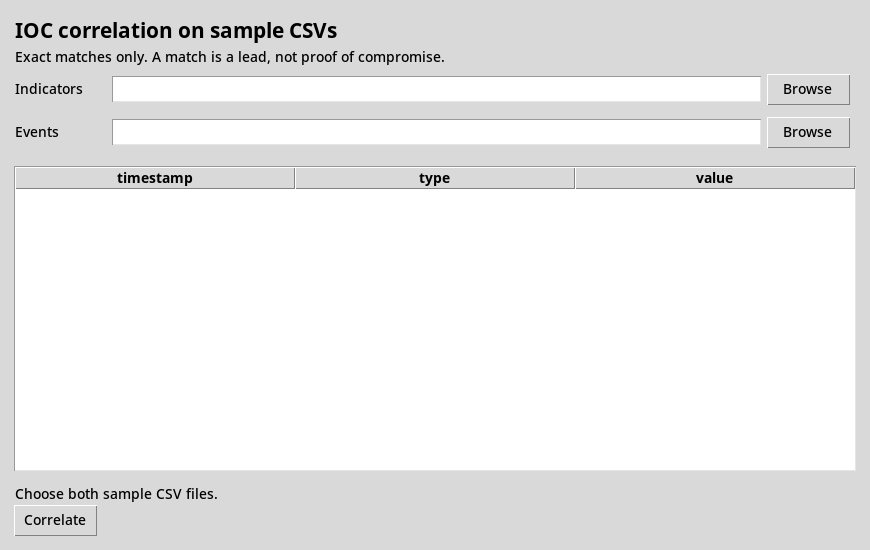 IOC correlation on sample CSVs
Exact matches only. A match is a lead, not proof of compromise.
Indicators Browse
Events Browse
timestamp type value
Choose both sample CSV files.
Correlate